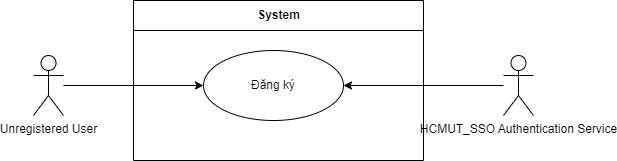 System
Đăng ký
Unregistered User
HCMUT_SSO Authentication Service